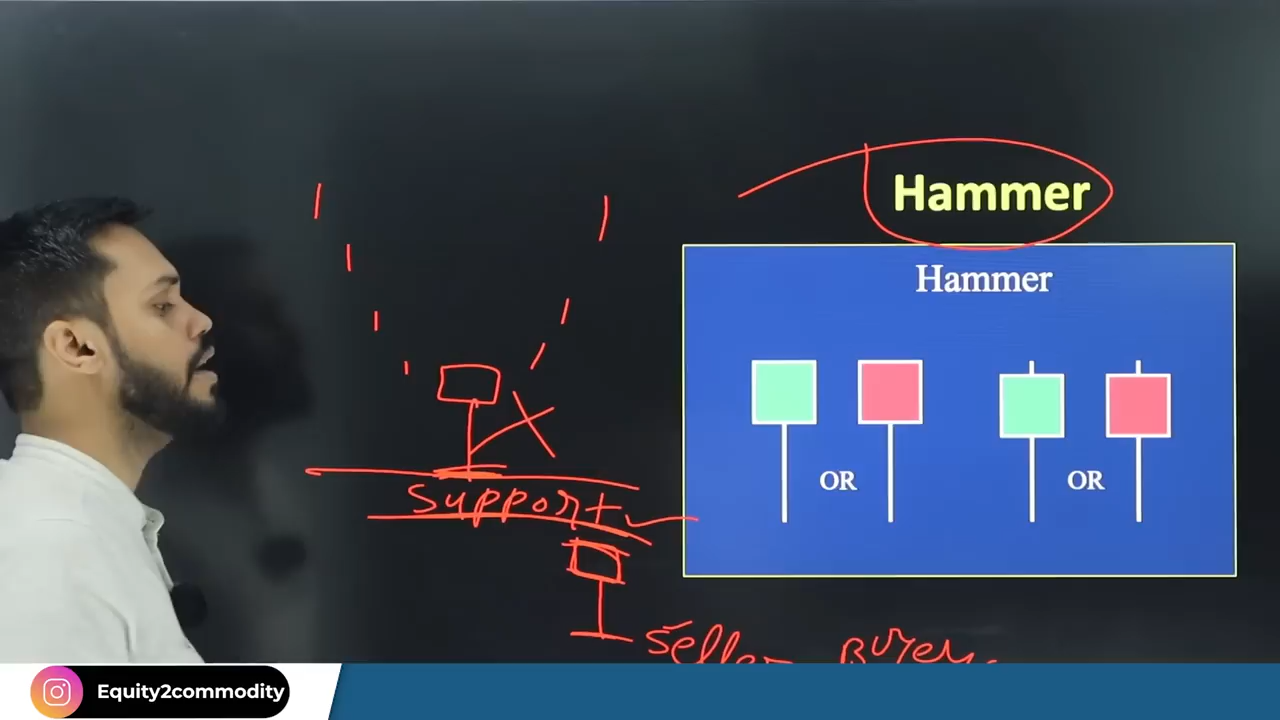 Hammer
Hammer
OR
OR
Support
Seller Buyer
Equity2commodity